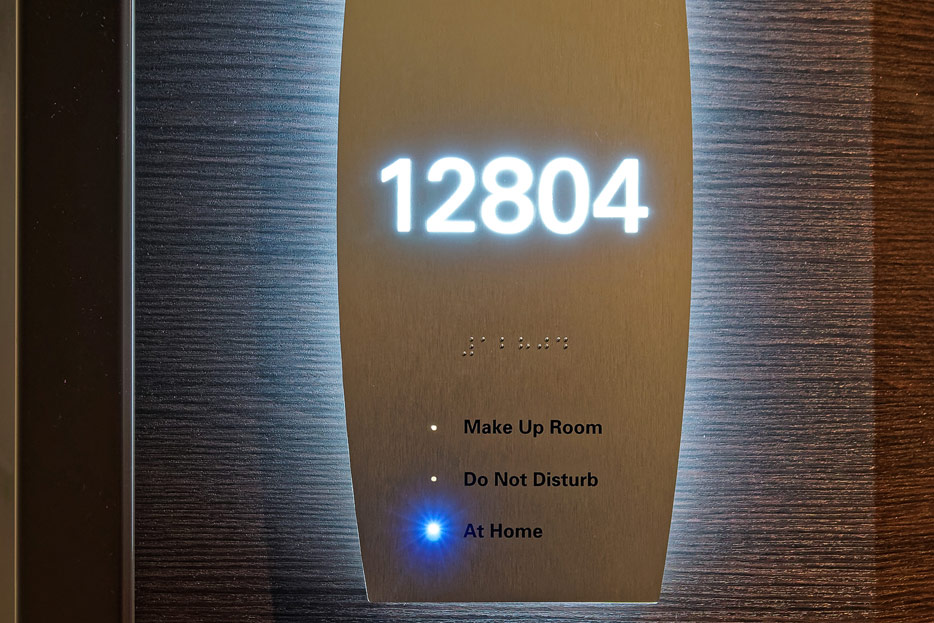 12804
Make Up Room
Do Not Disturb
At Home